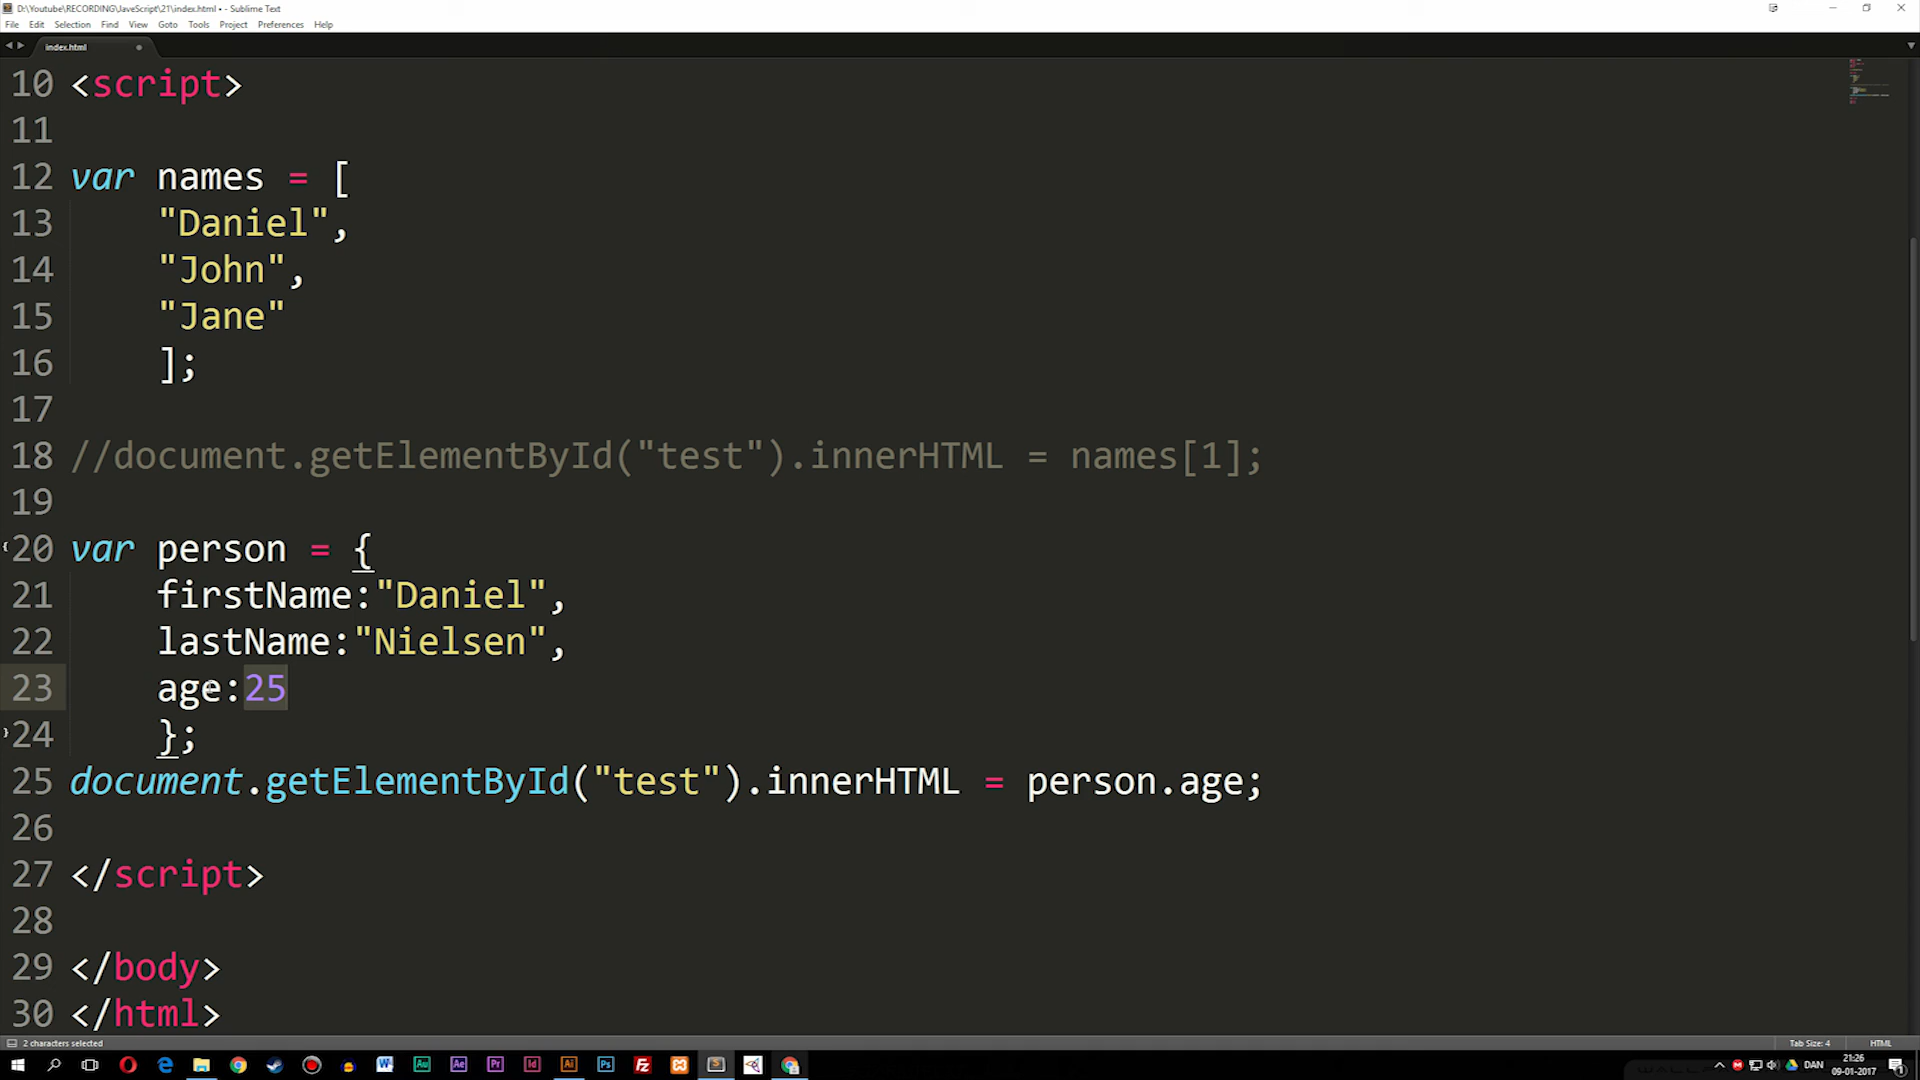 D:\Youtube\RECORDING\JaveScript\21\index.html • - Sublime Text
File Edit Selection Find View Goto Tools Project Preferences Help
index.html
10 <script>
11
12 var names = [
13 "Daniel",
14 "John",
15 "Jane"
16 ];
17
18 //document.getElementById("test").innerHTML = names[1];
19
20 var person = {
21 firstName:"Daniel",
22 lastName:"Nielsen",
23 age:25
24 };
25 document.getElementById("test").innerHTML = person.age;
26
27 </script>
28
29 </body>
30 </html>
2 characters selected
Tab Size: 4
HTML
DAN
21:26
09-01-2017